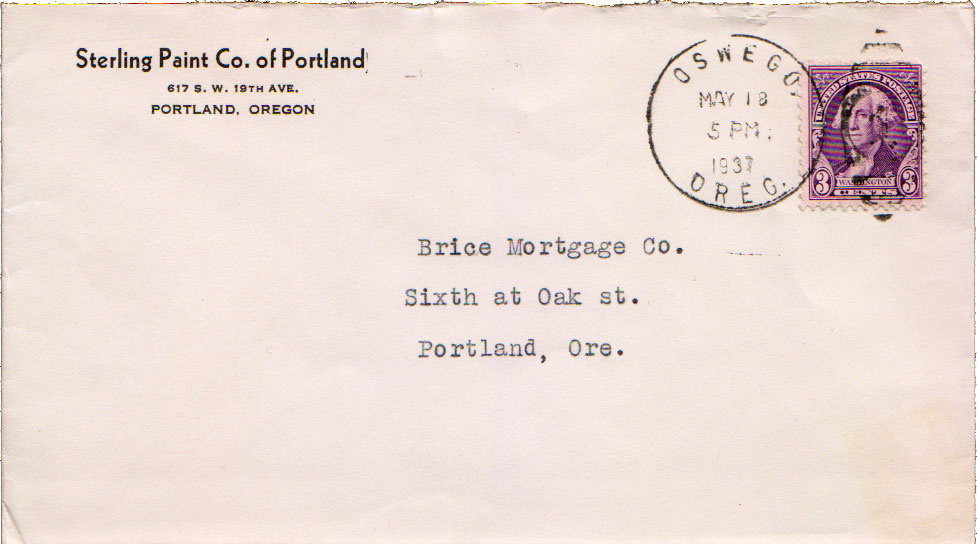 Sterling Paint Co. of Portland
617 S. W. 19TH AVE.
PORTLAND, OREGON
OSWEGO,
MAY 18
5 PM
1937
OREG.
UNITED STATES POSTAGE
3 WASHINGTON 3
CENTS
Brice Mortgage Co.
Sixth at Oak st.
Portland, Ore.